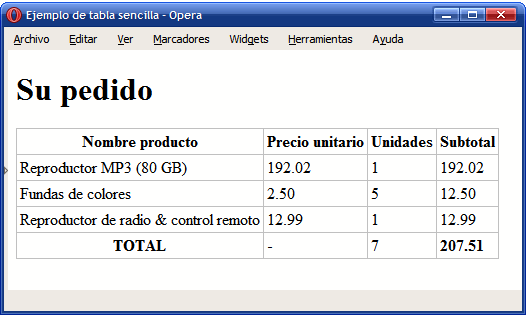 Ejemplo de tabla sencilla - Opera
Archivo Editar Ver Marcadores Widgets Herramientas Ayuda
Su pedido
Nombre producto Precio unitario Unidades Subtotal
Reproductor MP3 (80 GB) 192.02 1 192.02
Fundas de colores 2.50 5 12.50
Reproductor de radio & control remoto 12.99 1 12.99
TOTAL - 7 207.51